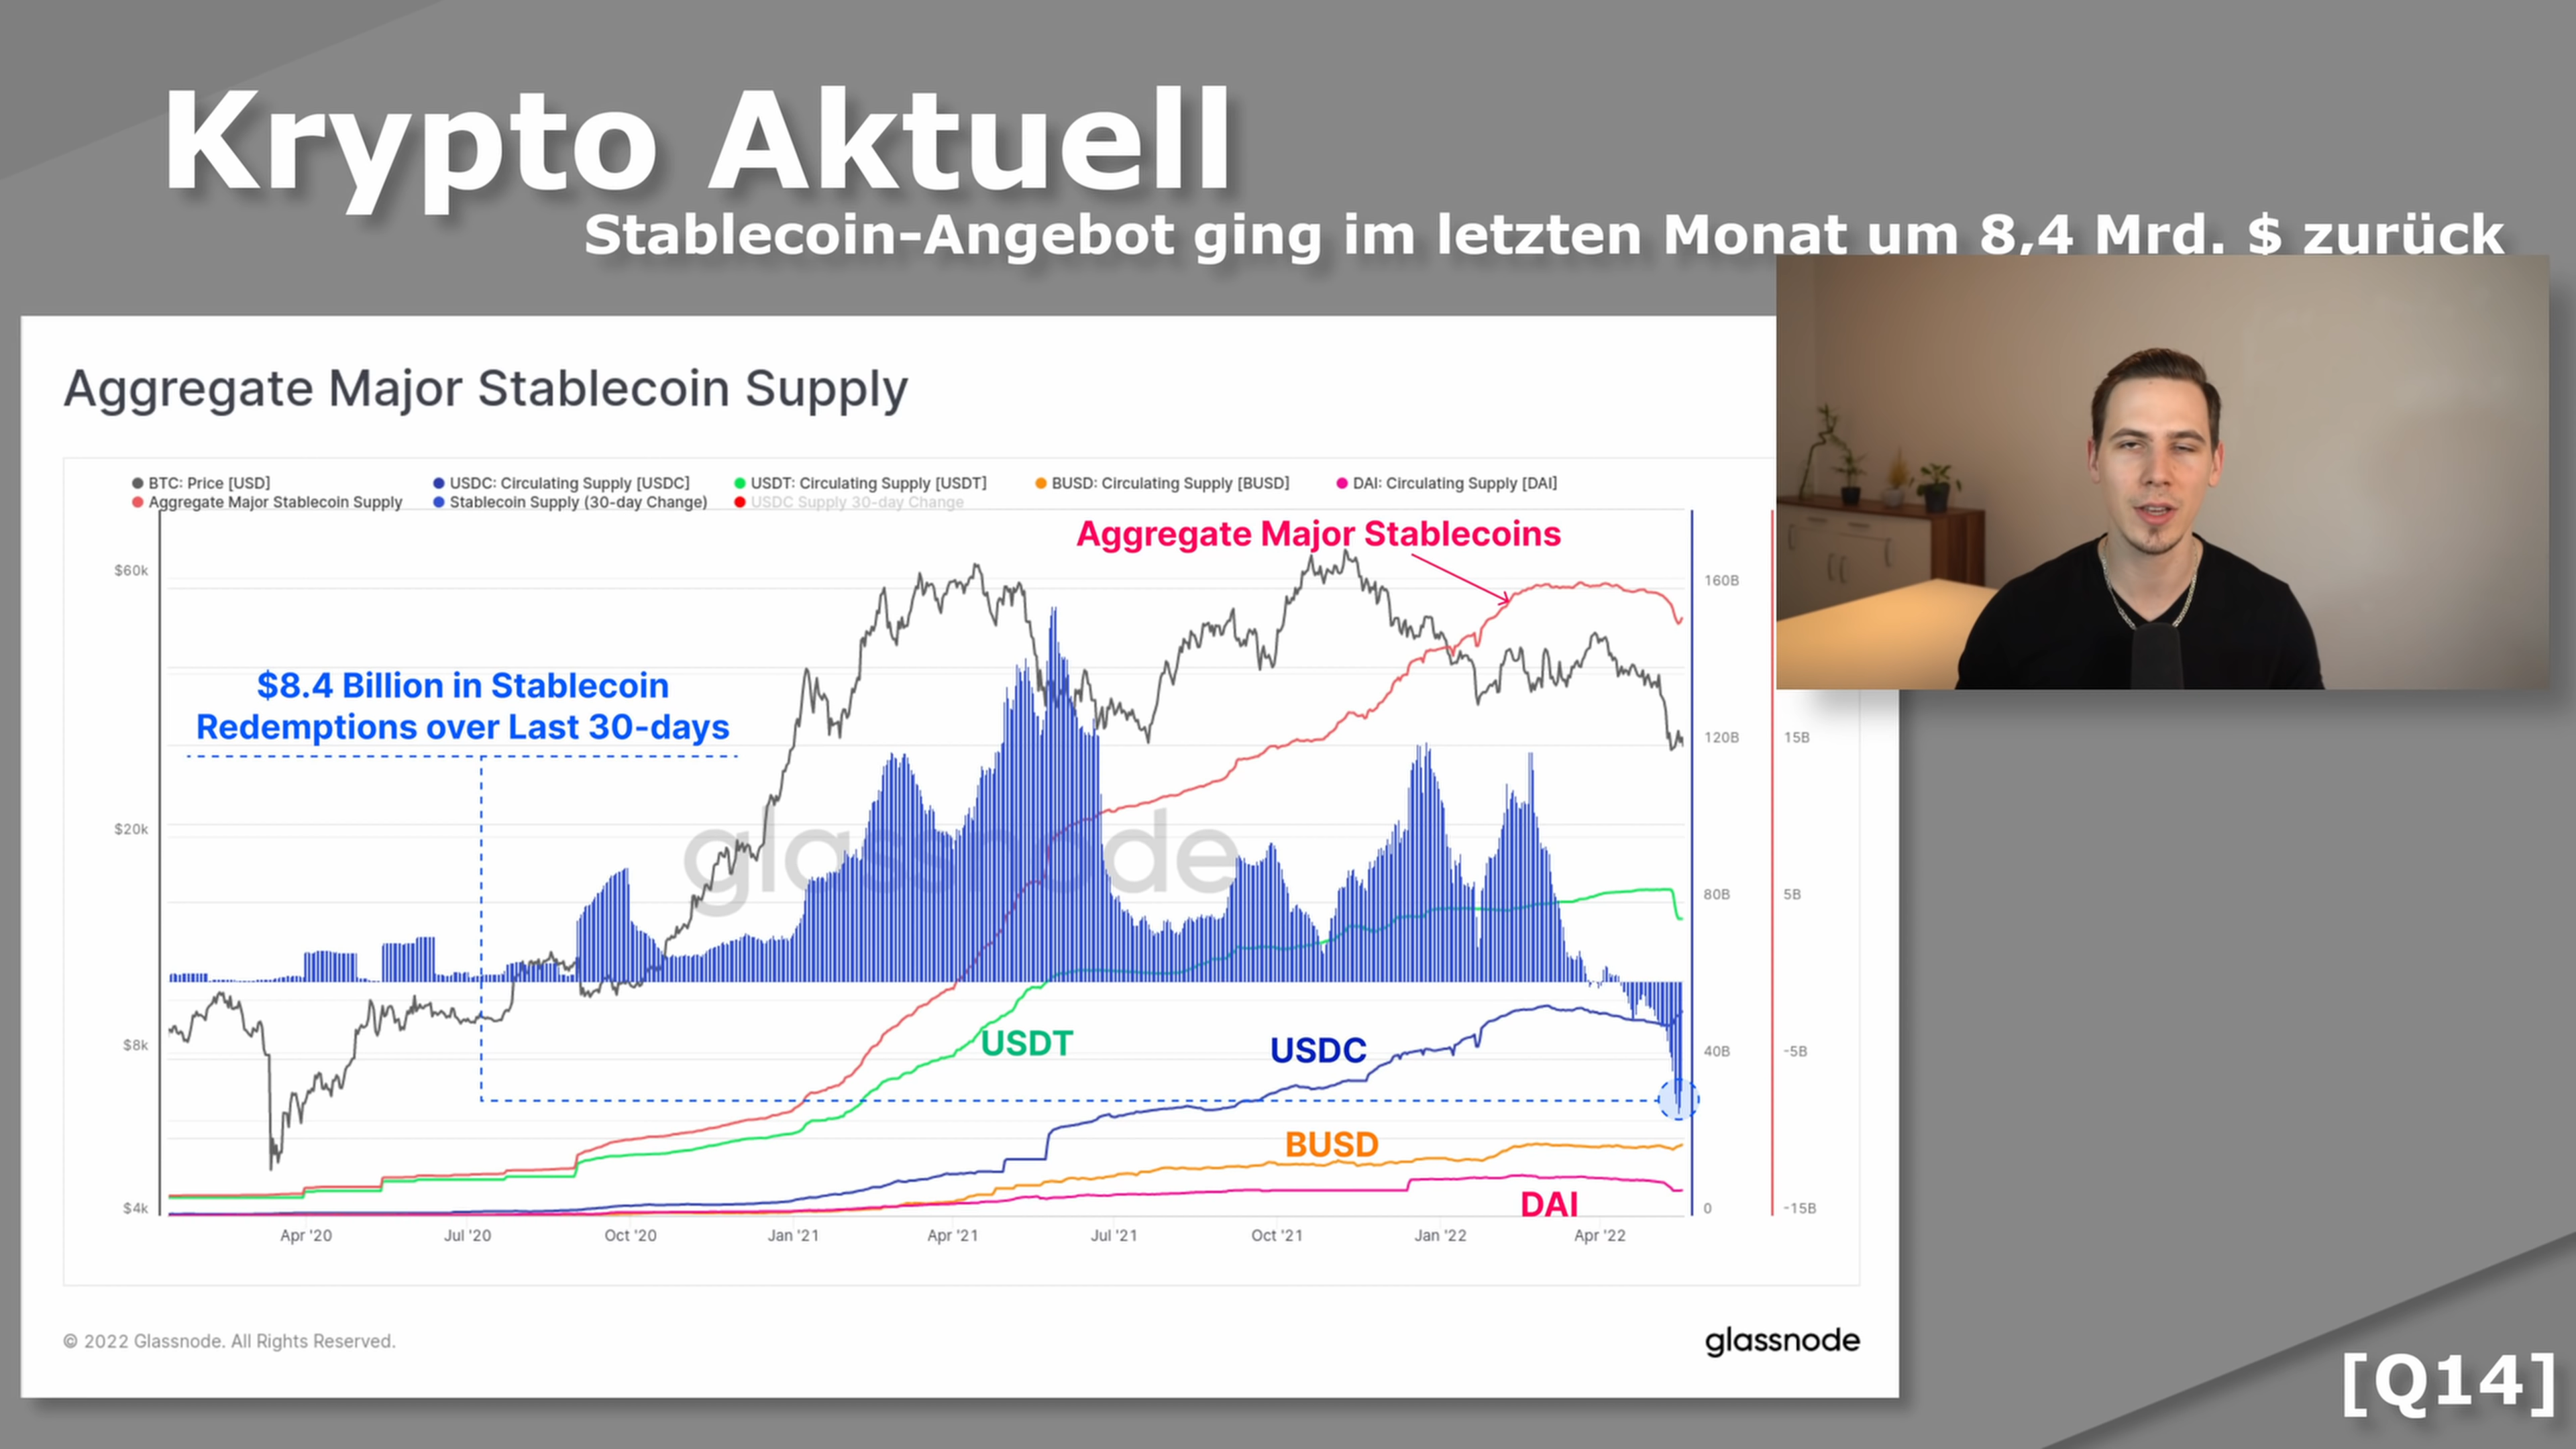 Krypto Aktuell
Stablecoin-Angebot ging im letzten Monat um 8,4 Mrd. $ zurück
Aggregate Major Stablecoin Supply
BTC: Price [USD]
USDC: Circulating Supply [USDC]
USDT: Circulating Supply [USDT]
BUSD: Circulating Supply [BUSD]
DAI: Circulating Supply [DAI]
Aggregate Major Stablecoin Supply
Stablecoin Supply (30-day Change)
USDC Supply 30-day Change
Aggregate Major Stablecoins
$8.4 Billion in Stablecoin
Redemptions over Last 30-days
$60k
$20k
$8k
$4k
160B
120B
80B
40B
0
15B
5B
-5B
-15B
glassnode
USDT
USDC
BUSD
DAI
Apr '20
Jul '20
Oct '20
Jan '21
Apr '21
Jul '21
Oct '21
Jan '22
Apr '22
© 2022 Glassnode. All Rights Reserved.
glassnode
[Q14]